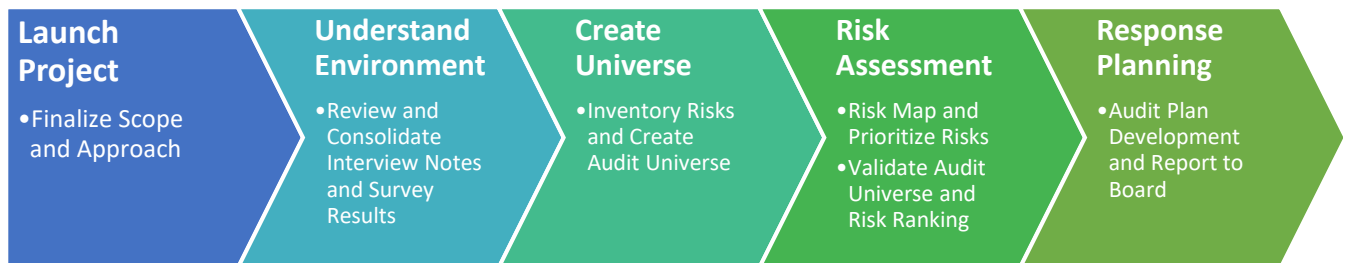 Launch
Project
•Finalize Scope
and Approach
Understand
Environment
•Review and
Consolidate
Interview Notes
and Survey
Results
Create
Universe
•Inventory Risks
and Create
Audit Universe
Risk
Assessment
•Risk Map and
Prioritize Risks
•Validate Audit
Universe and
Risk Ranking
Response
Planning
•Audit Plan
Development
and Report to
Board